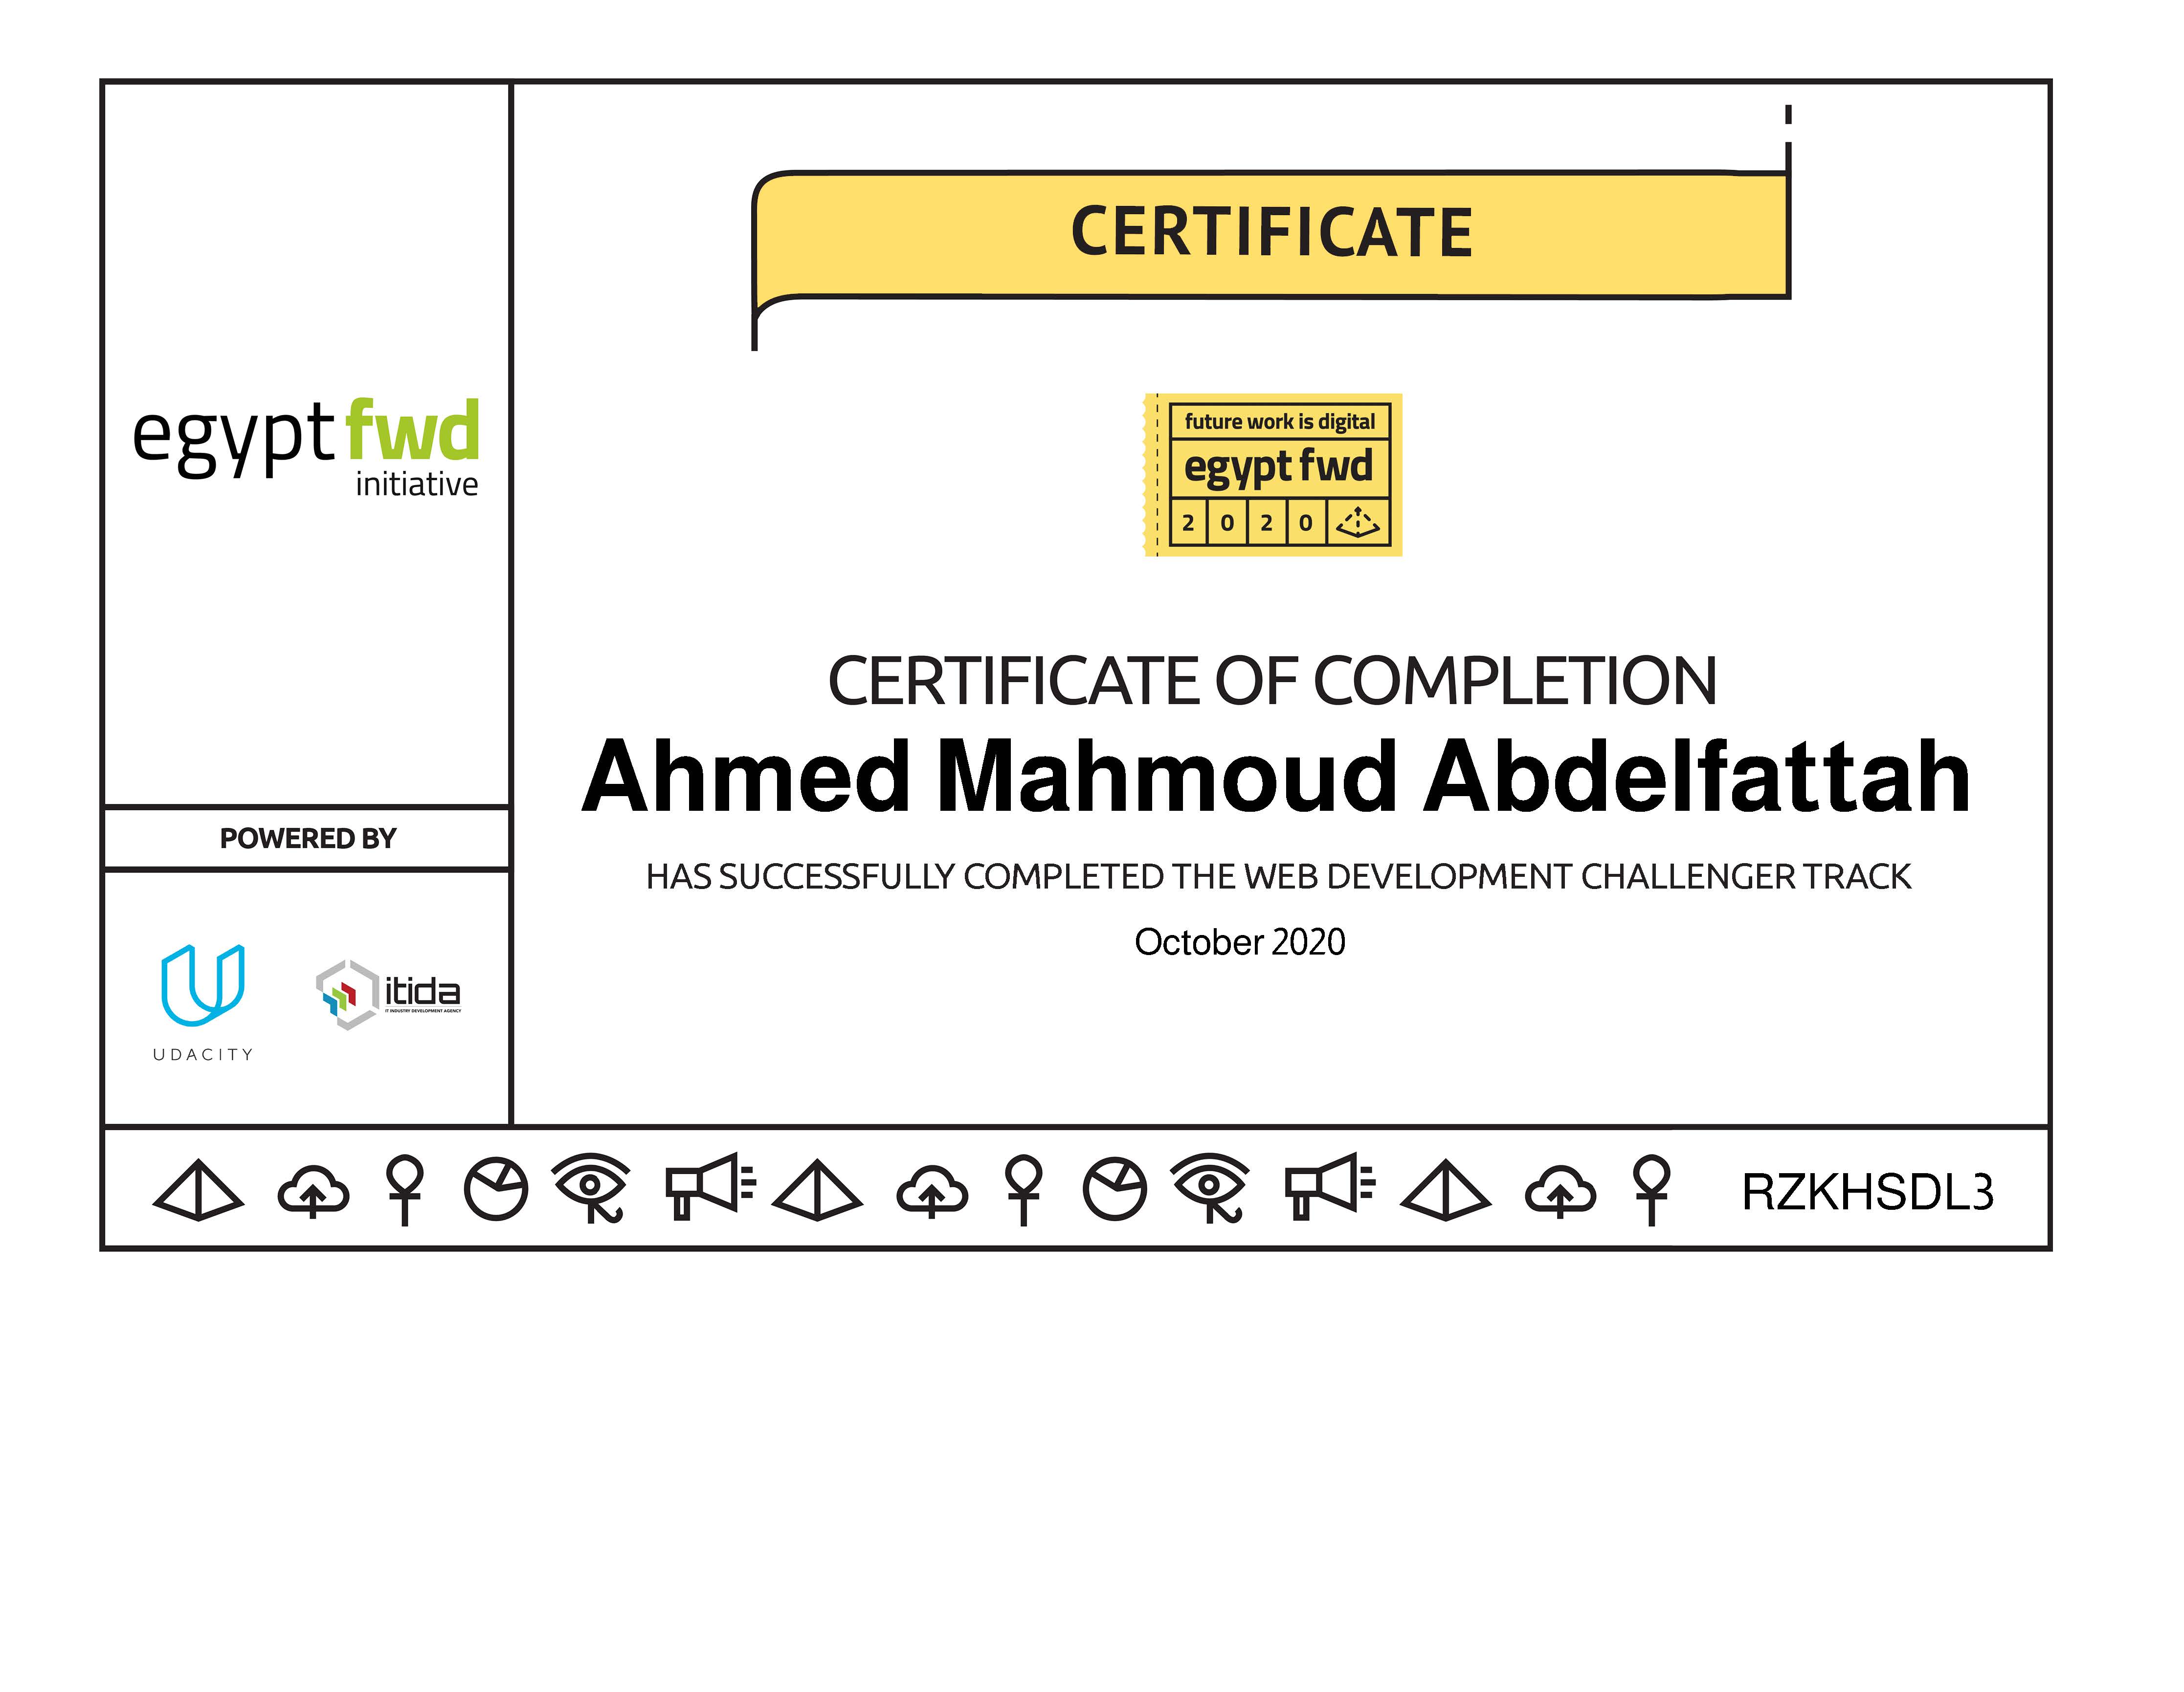 CERTIFICATE
egypt fwd
initiative
future work is digital
egypt fwd
2 0 2 0
CERTIFICATE OF COMPLETION
Ahmed Mahmoud Abdelfattah
HAS SUCCESSFULLY COMPLETED THE WEB DEVELOPMENT CHALLENGER TRACK
October 2020
POWERED BY
UDACITY
itida
IT INDUSTRY DEVELOPMENT AGENCY
RZKHSDL3